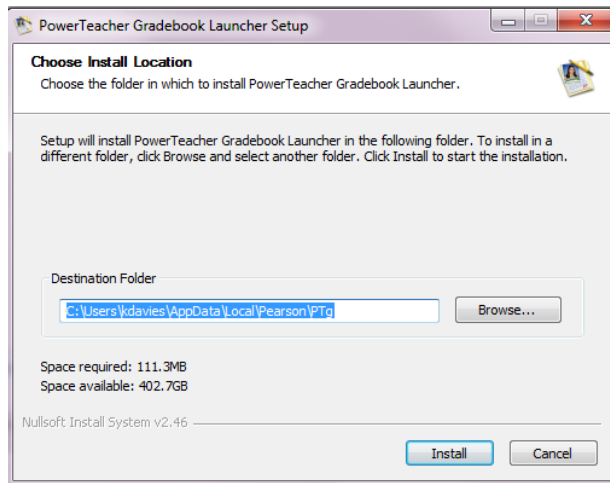 PowerTeacher Gradebook Launcher Setup
Choose Install Location
Choose the folder in which to install PowerTeacher Gradebook Launcher.
Setup will install PowerTeacher Gradebook Launcher in the following folder. To install in a
different folder, click Browse and select another folder. Click Install to start the installation.
Destination Folder
C:\Users\kdavies\AppData\Local\Pearson\PTg
Browse...
Space required: 111.3MB
Space available: 402.7GB
Nullsoft Install System v2.46
Install Cancel